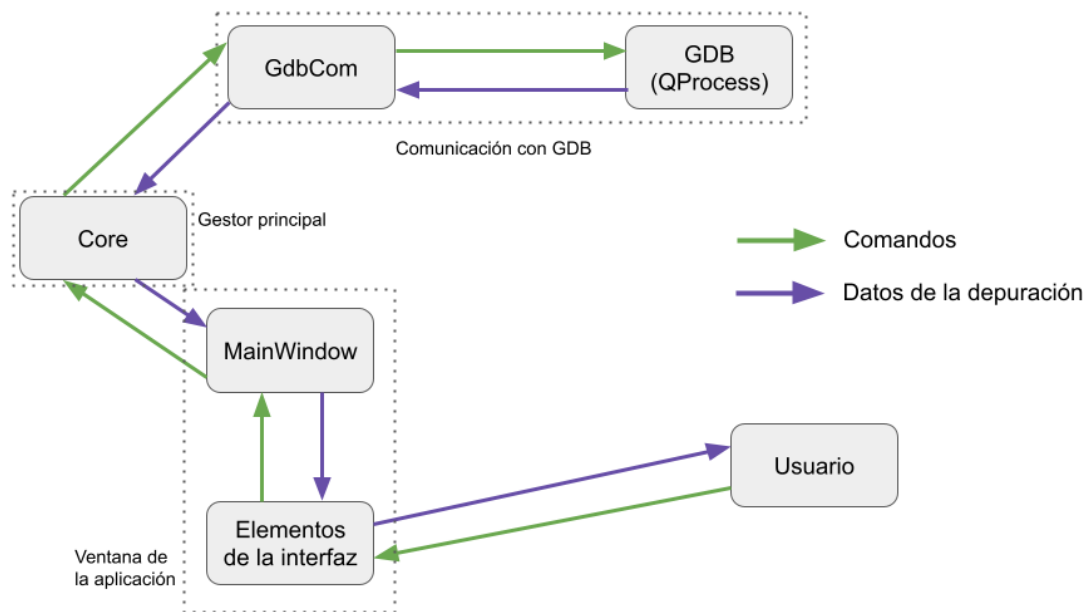 GdbCom
GDB
(QProcess)
Comunicación con GDB
Core
Gestor principal
Comandos
Datos de la depuración
MainWindow
Usuario
Elementos
de la interfaz
Ventana de
la aplicación